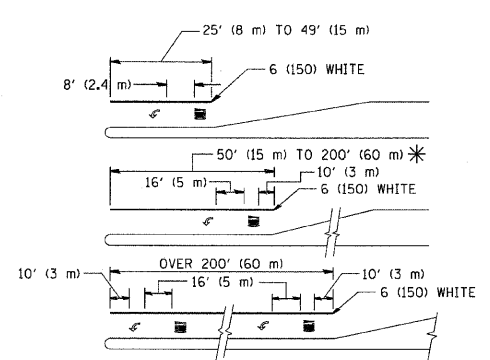 25' (8 m) TO 49' (15 m)
6 (150) WHITE
8' (2.4 m)
50' (15 m) TO 200' (60 m) *
10' (3 m)
16' (5 m)
6 (150) WHITE
OVER 200' (60 m)
10' (3 m)
10' (3 m)
16' (5 m)
6 (150) WHITE